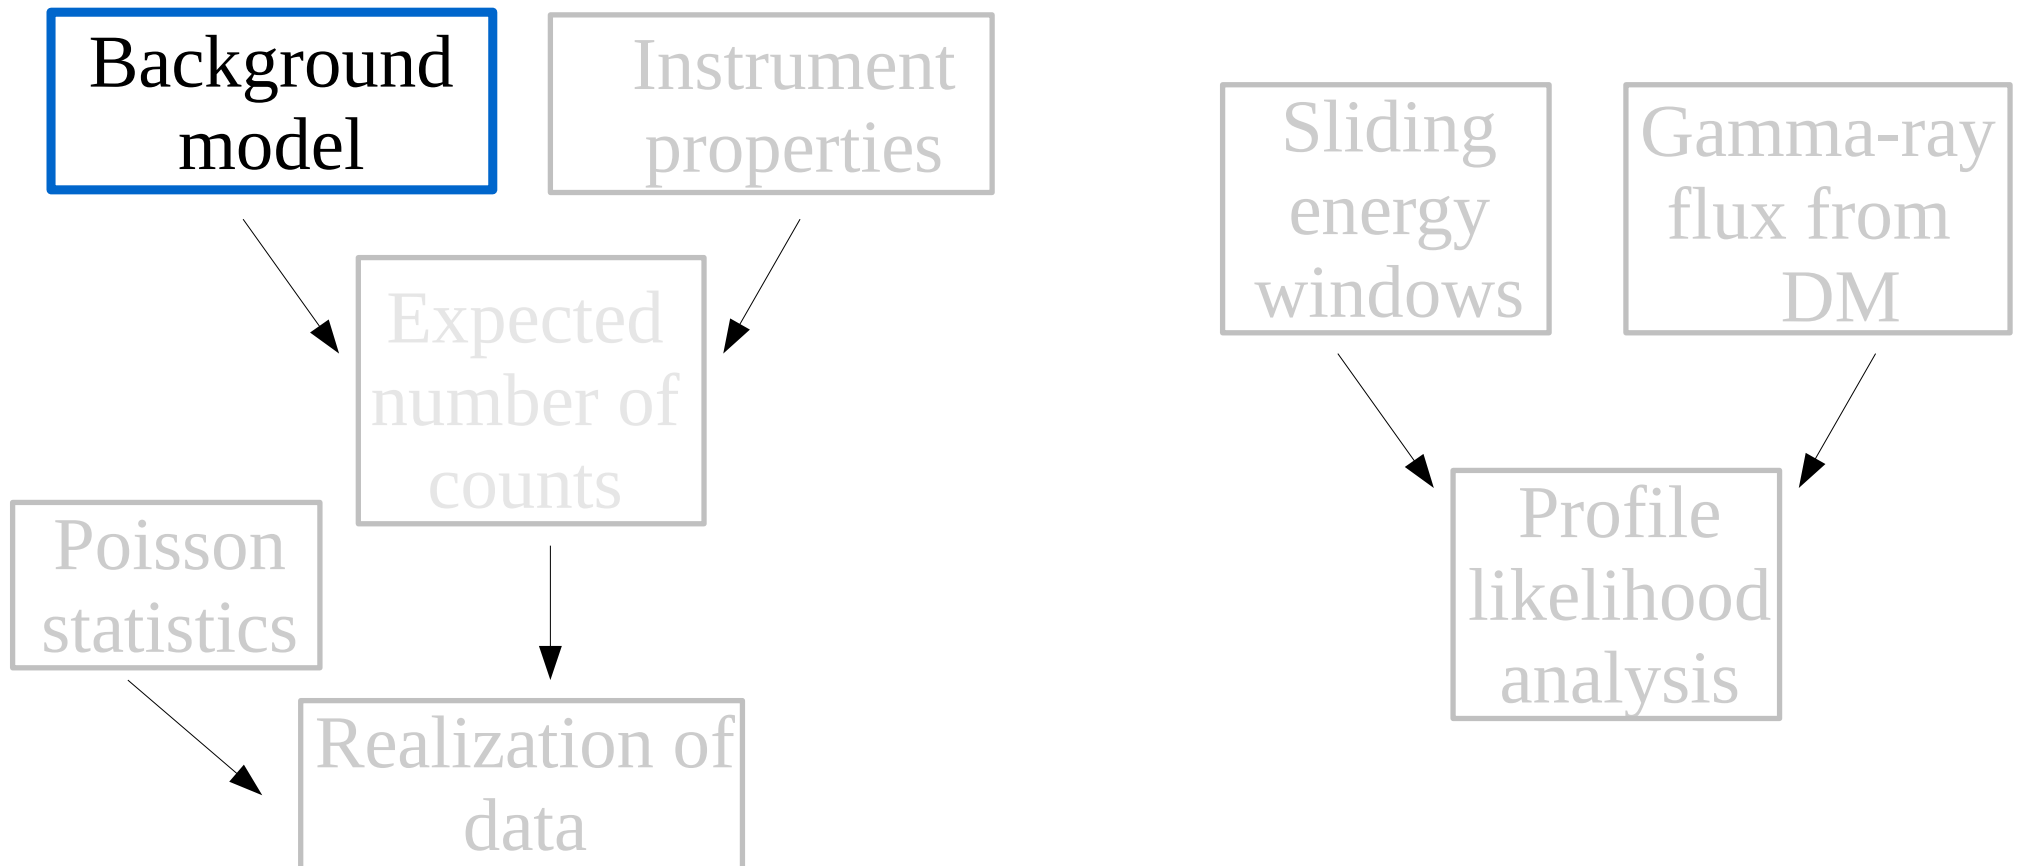 Background
model
Instrument
properties
Expected
number of
counts
Poisson
statistics
Realization of
data
Sliding
energy
windows
Gamma-ray
flux from
DM
Profile
likelihood
analysis